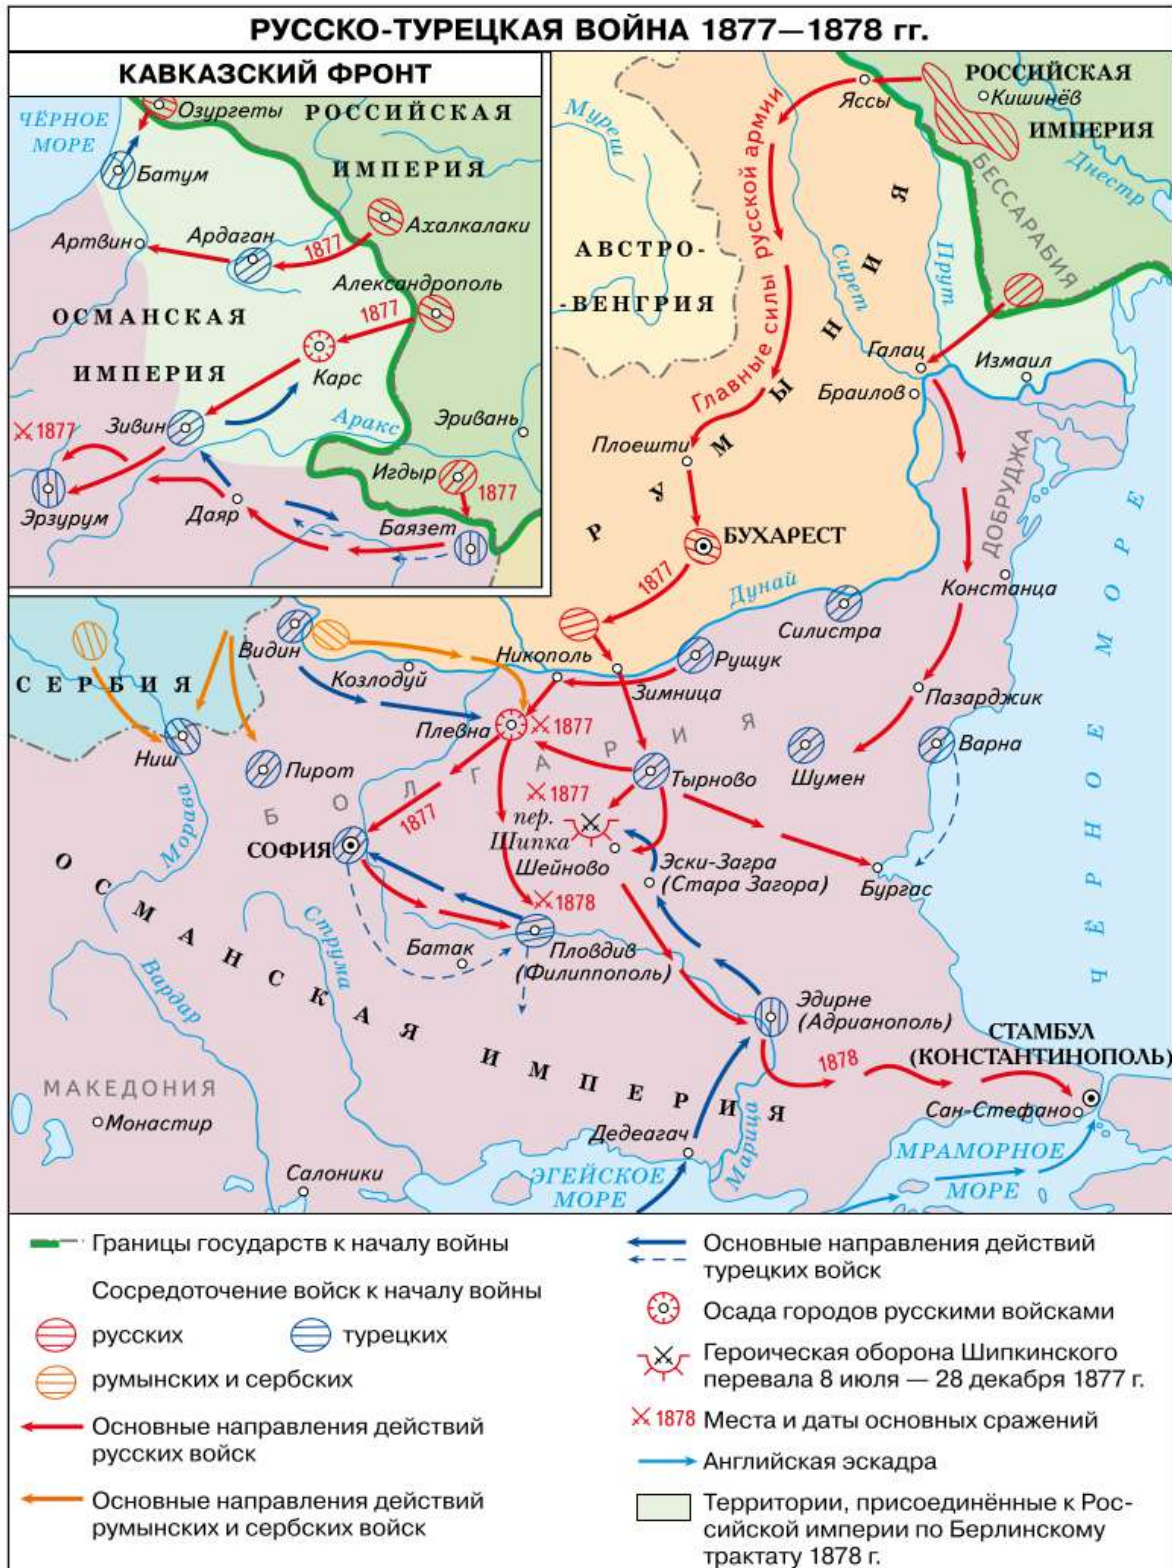 РУССКО-ТУРЕЦКАЯ ВОЙНА 1877—1878 гг.
КАВКАЗСКИЙ ФРОНТ
ЧЁРНОЕ
МОРЕ
Озургеты
РОССИЙСКАЯ
ИМПЕРИЯ
Батум
Ахалкалаки
Артвин
Ардаган
1877
Александрополь
ОСМАНСКАЯ
1877
ИМПЕРИЯ
Карс
Зивин
Аракс
Эривань
1877
Игдыр
1877
Эрзурум
Даяр
Баязет
РОССИЙСКАЯ
Кишинёв
ИМПЕРИЯ
Яссы
Муреш
Днестр
БЕССАРАБИЯ
АВСТРО-
-ВЕНГРИЯ
Главные силы русской армии
Сирет
Прут
РУМЫНИЯ
Галац
Измаил
Браилов
Плоешти
ДОБРУДЖА
БУХАРЕСТ
1877
Дунай
Констанца
Силистра
ЧЁРНОЕ МОРЕ
Видин
Никополь
Рущук
Козлодуй
Зимница
СЕРБИЯ
Пазарджик
Плевна
1877
Ниш
Пирот
Тырново
Шумен
Варна
БОЛГАРИЯ
Морава
1877
1877
пер.
Шипка
СОФИЯ
Шейново
Эски-Загра
(Стара Загора)
Бургас
1878
Струма
Батак
Пловдив
(Филиппополь)
Вардар
Эдирне
(Адрианополь)
СТАМБУЛ
(КОНСТАНТИНОПОЛЬ)
ОСМАНСКАЯ ИМПЕРИЯ
1878
МАКЕДОНИЯ
Монастир
Сан-Стефано
Дедеагач
Марица
МРАМОРНОЕ
МОРЕ
Салоники
ЭГЕЙСКОЕ
МОРЕ
Границы государств к началу войны
Сосредоточение войск к началу войны
русских
турецких
румынских и сербских
Основные направления действий
русских войск
Основные направления действий
румынских и сербских войск
Основные направления действий
турецких войск
Осада городов русскими войсками
Героическая оборона Шипкинского
перевала 8 июля — 28 декабря 1877 г.
1878 Места и даты основных сражений
Английская эскадра
Территории, присоединённые к Рос-
сийской империи по Берлинскому
трактату 1878 г.